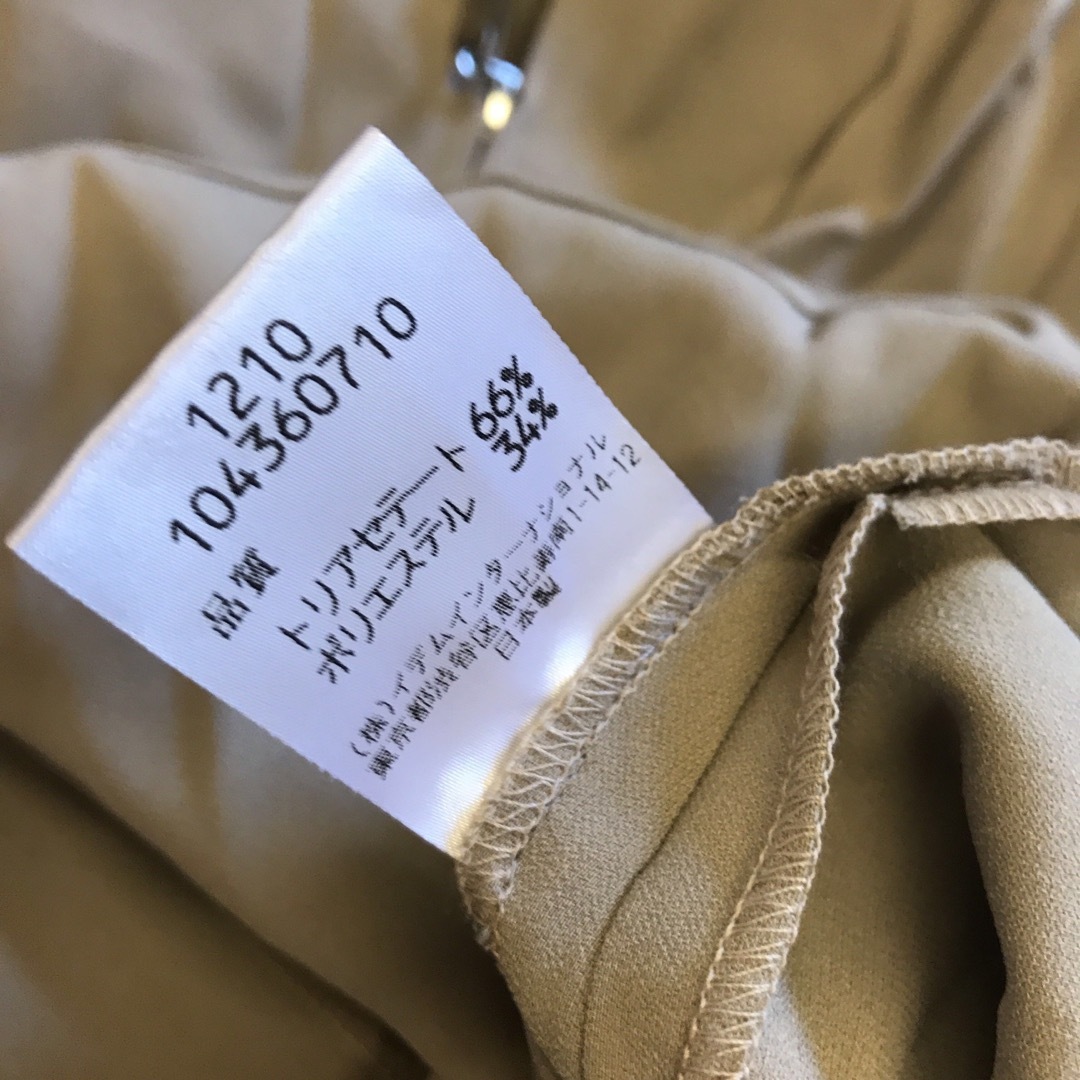 1210
104360710
品質
トリアセテート 66%
ポリエステル 34%
(株)イデムインターナショナル
東京都渋谷区恵比寿南1-14-12
日本製